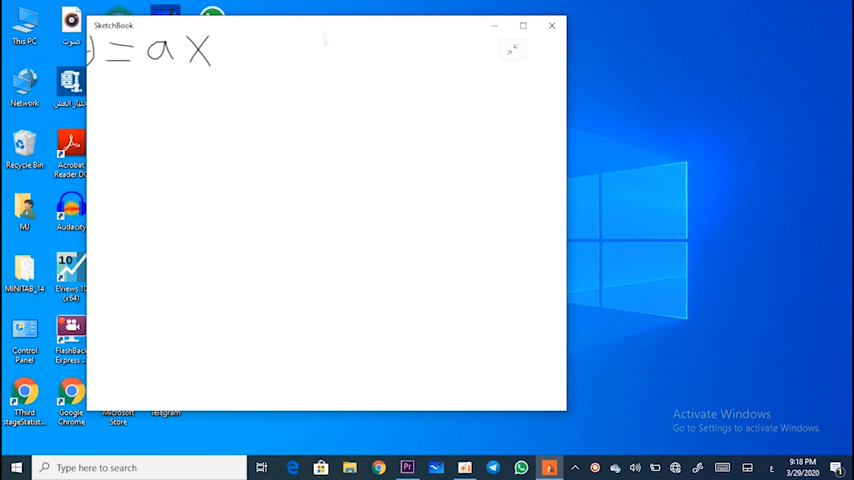 SketchBook
) = a X
This PC
صوت
Network
Recycle Bin
Acrobat
Reader DC
MJ
Audacity
MINITAB_14
EViews 10
(x64)
Control
Panel
FlashBack
Express ...
TThird
stageStatist...
Google
Chrome
Microsoft
Store
Telegram
Activate Windows
Go to Settings to activate Windows.
Type here to search
9:18 PM
3/29/2020